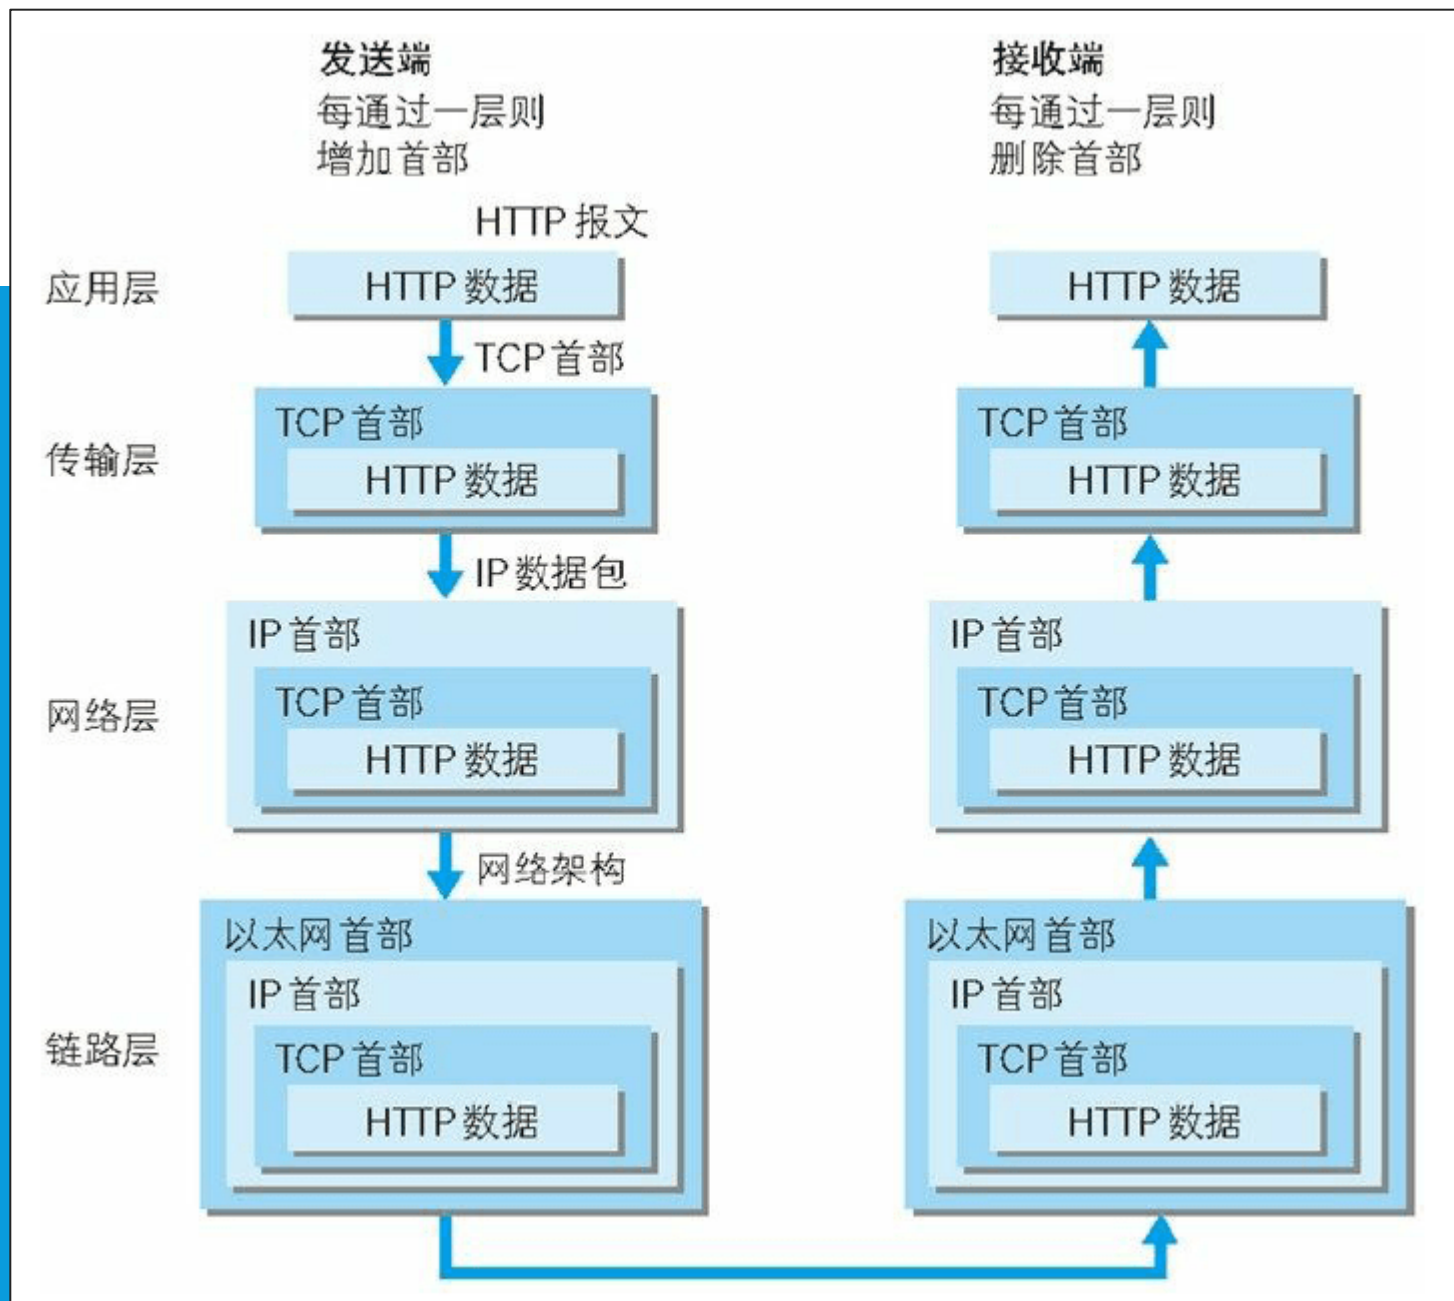 发送端
每通过一层则
增加首部
接收端
每通过一层则
删除首部
HTTP 报文
应用层
HTTP 数据
HTTP 数据
TCP 首部
传输层
TCP 首部
HTTP 数据
TCP 首部
HTTP 数据
IP 数据包
网络层
IP 首部
TCP 首部
HTTP 数据
IP 首部
TCP 首部
HTTP 数据
网络架构
链路层
以太网首部
IP 首部
TCP 首部
HTTP 数据
以太网首部
IP 首部
TCP 首部
HTTP 数据